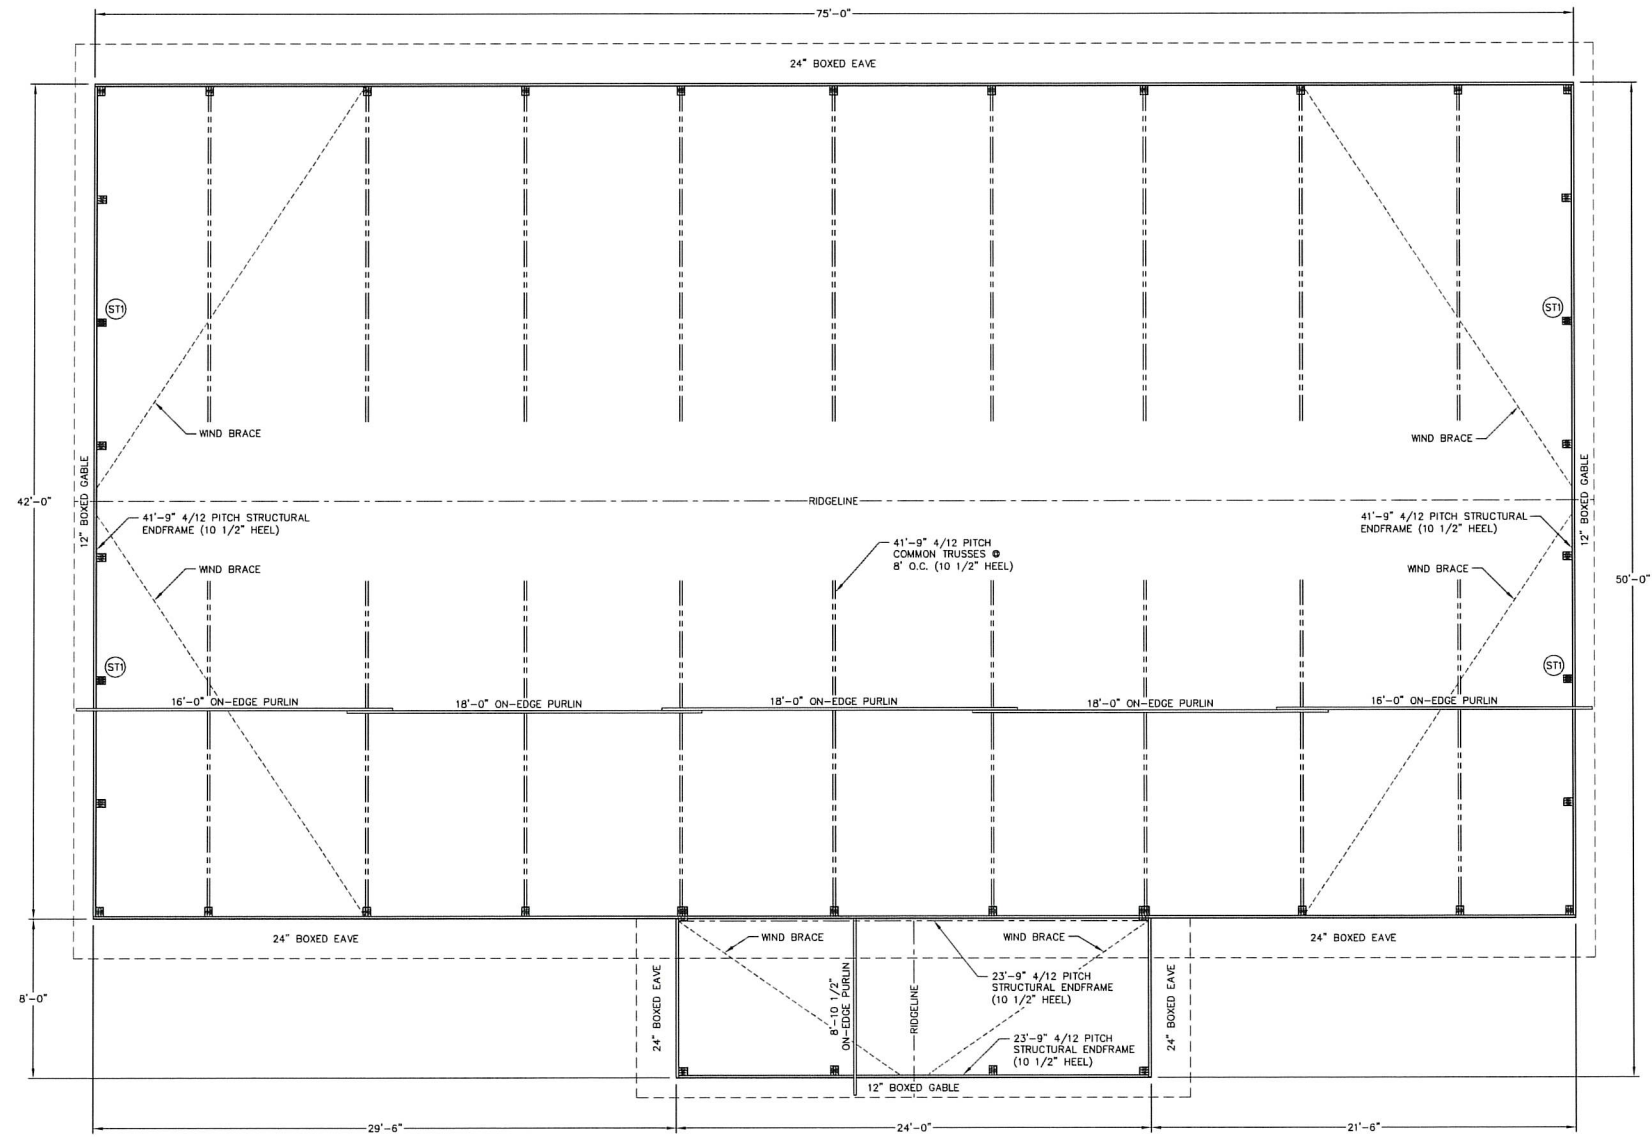 75'-0"
24" BOXED EAVE
ST1
ST1
WIND BRACE
WIND BRACE
12" BOXED GABLE
12" BOXED GABLE
42'-0"
RIDGELINE
41'-9" 4/12 PITCH STRUCTURAL
ENDFRAME (10 1/2" HEEL)
41'-9" 4/12 PITCH
COMMON TRUSSES @
8' O.C. (10 1/2" HEEL)
41'-9" 4/12 PITCH STRUCTURAL
ENDFRAME (10 1/2" HEEL)
WIND BRACE
WIND BRACE
50'-0"
ST1
ST1
16'-0" ON-EDGE PURLIN
18'-0" ON-EDGE PURLIN
18'-0" ON-EDGE PURLIN
18'-0" ON-EDGE PURLIN
16'-0" ON-EDGE PURLIN
24" BOXED EAVE
WIND BRACE
WIND BRACE
24" BOXED EAVE
8'-0"
24" BOXED EAVE
8'-10 1/2"
ON-EDGE PURLIN
RIDGELINE
23'-9" 4/12 PITCH
STRUCTURAL ENDFRAME
(10 1/2" HEEL)
24" BOXED EAVE
23'-9" 4/12 PITCH
STRUCTURAL ENDFRAME
(10 1/2" HEEL)
12" BOXED GABLE
29'-6"
24'-0"
21'-6"